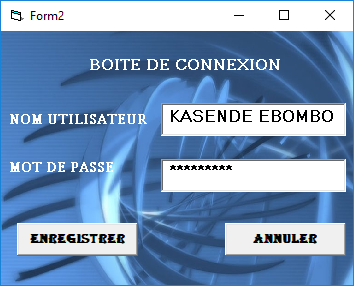 Form2
BOITE DE CONNEXION
NOM UTILISATEUR KASENDE EBOMBO
MOT DE PASSE *********
ENREGISTRER ANNULER